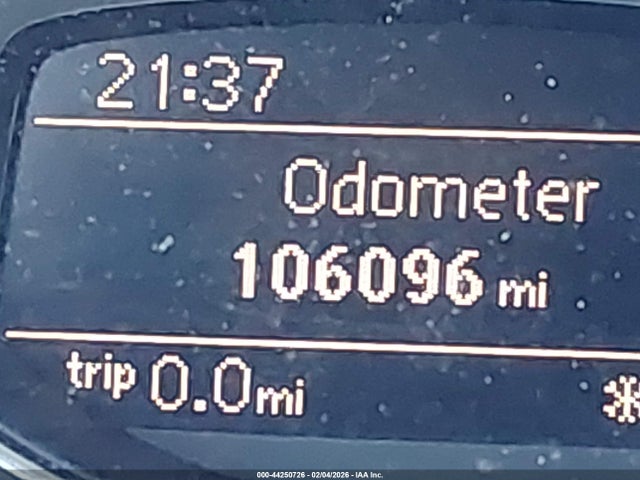 21:37
Odometer
106096 mi
trip 0.0mi
000-44250726 - 02/04/2026 - IAA Inc.